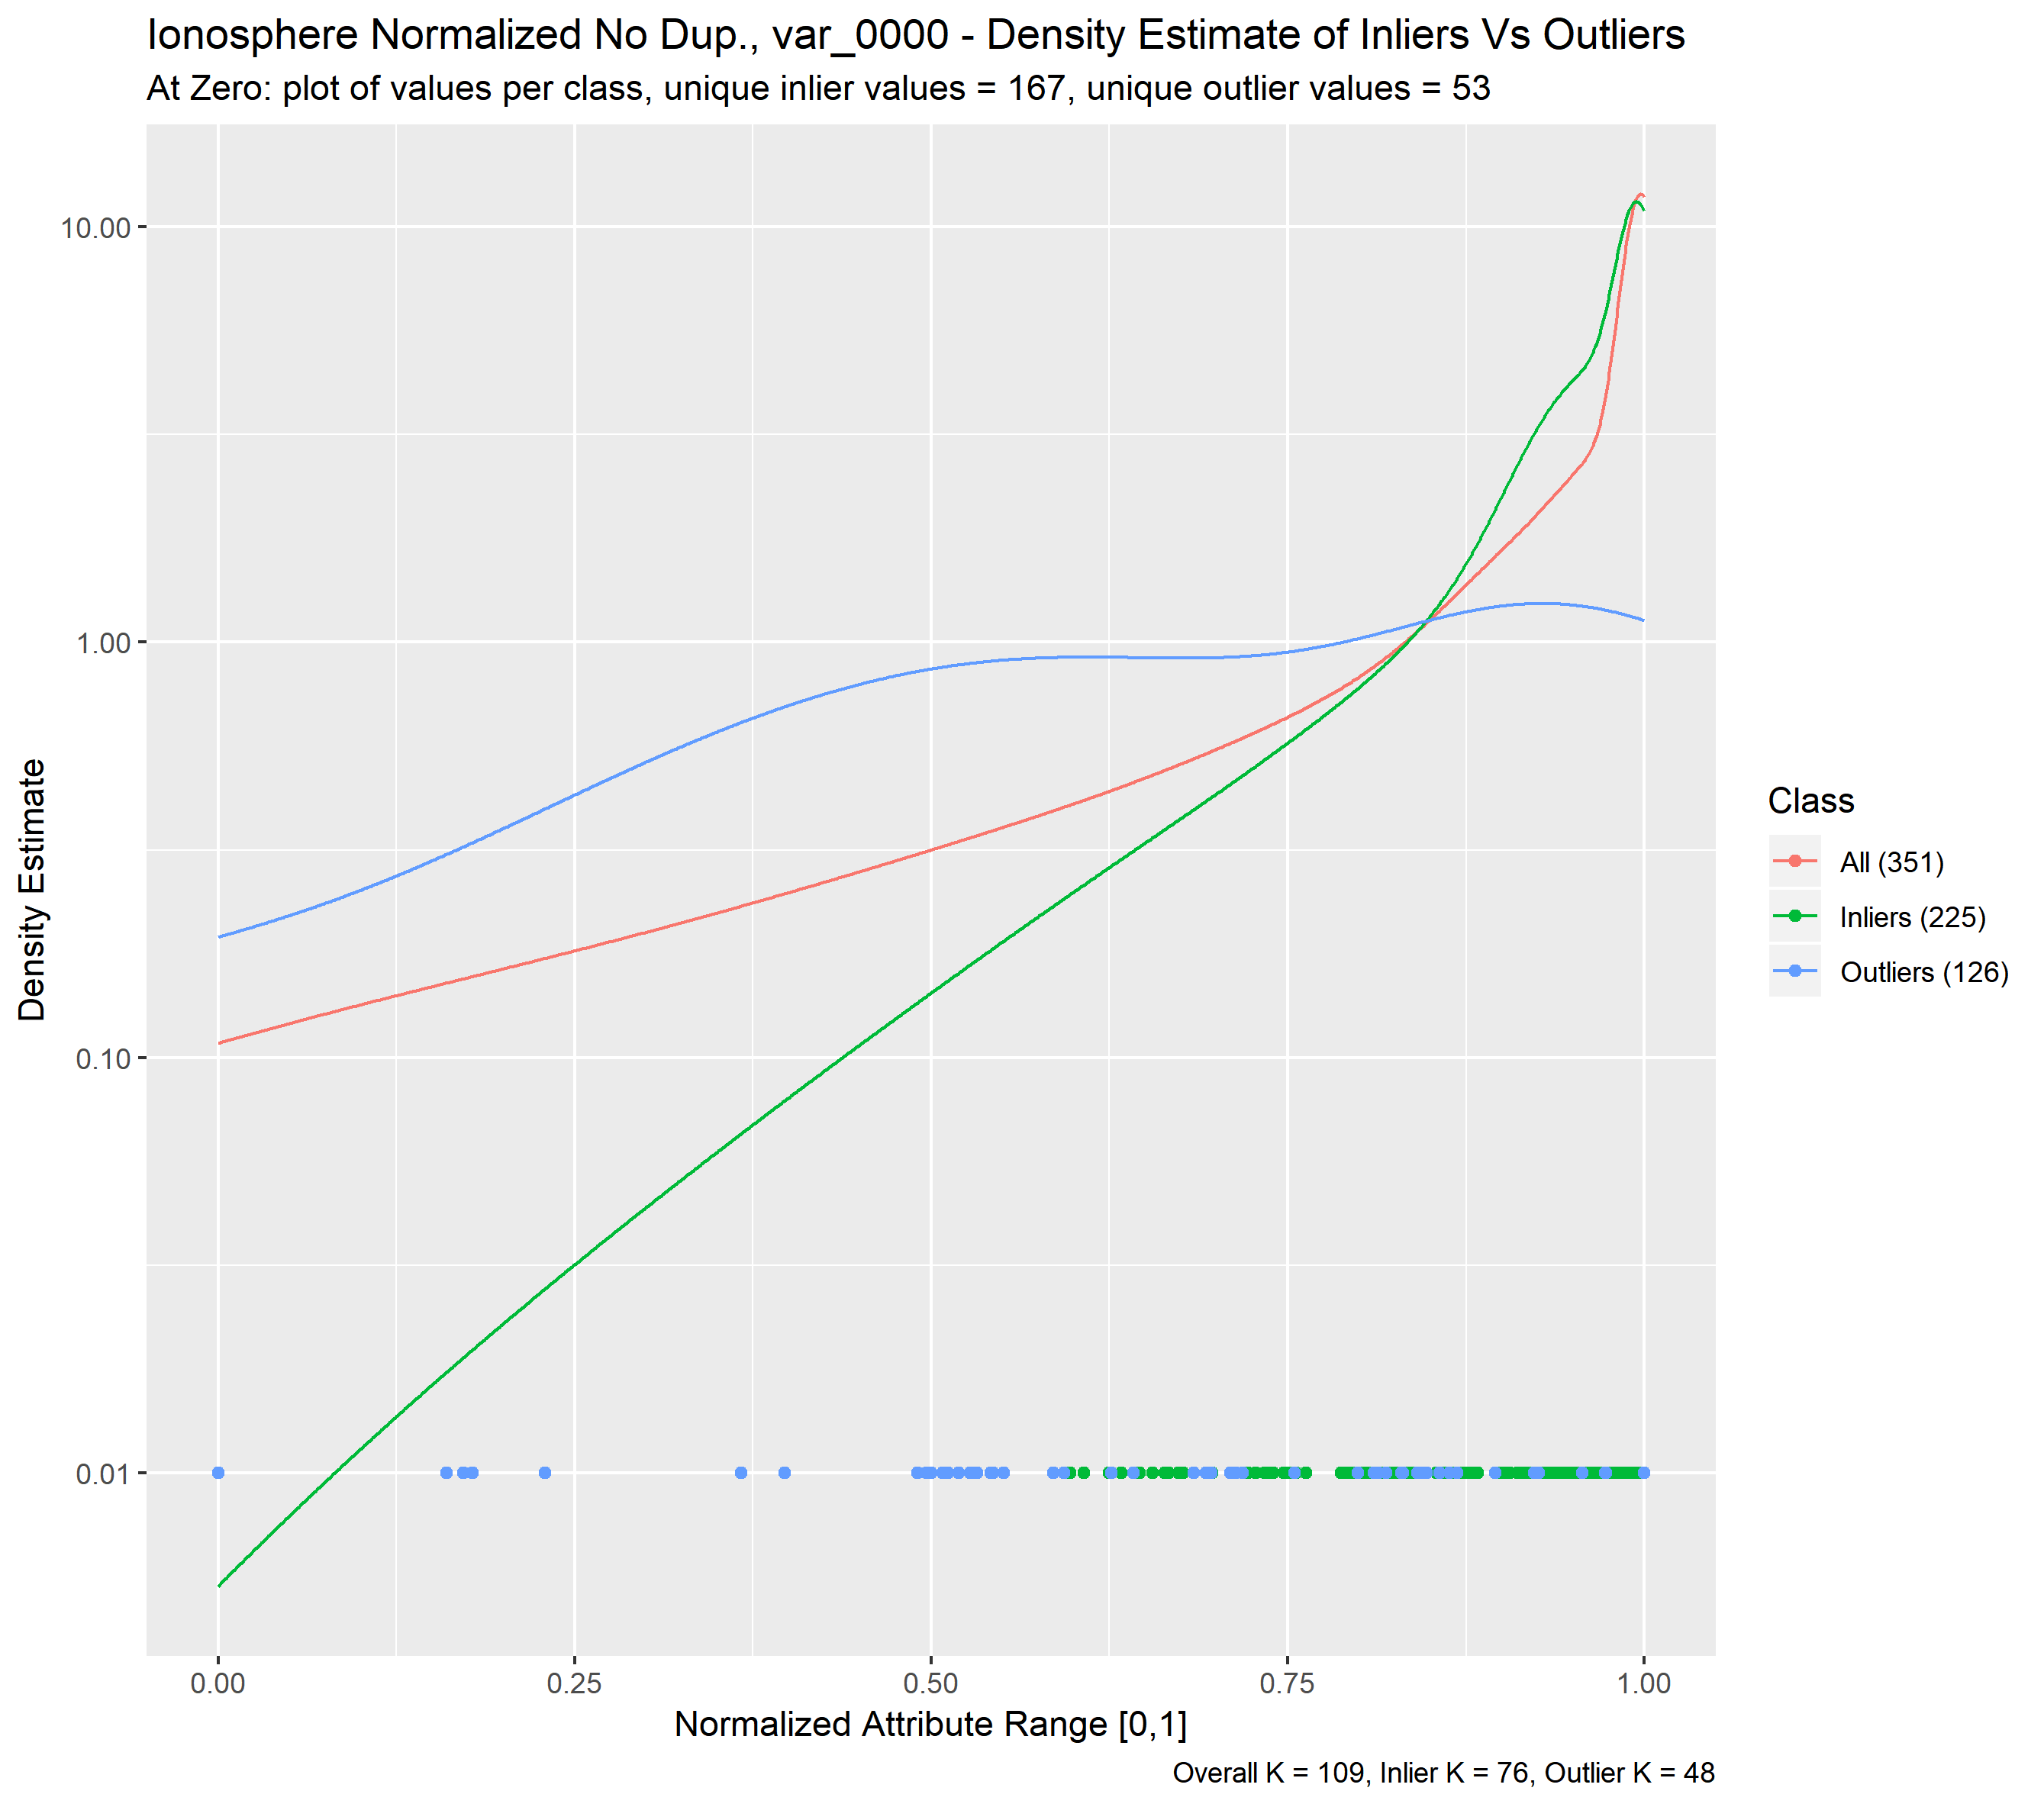 Ionosphere Normalized No Dup., var_0000 - Density Estimate of Inliers Vs Outliers
At Zero: plot of values per class, unique inlier values = 167, unique outlier values = 53
10.00
1.00
0.10
0.01
Density Estimate
0.00 0.25 0.50 0.75 1.00
Normalized Attribute Range [0,1]
Overall K = 109, Inlier K = 76, Outlier K = 48
Class
All (351)
Inliers (225)
Outliers (126)